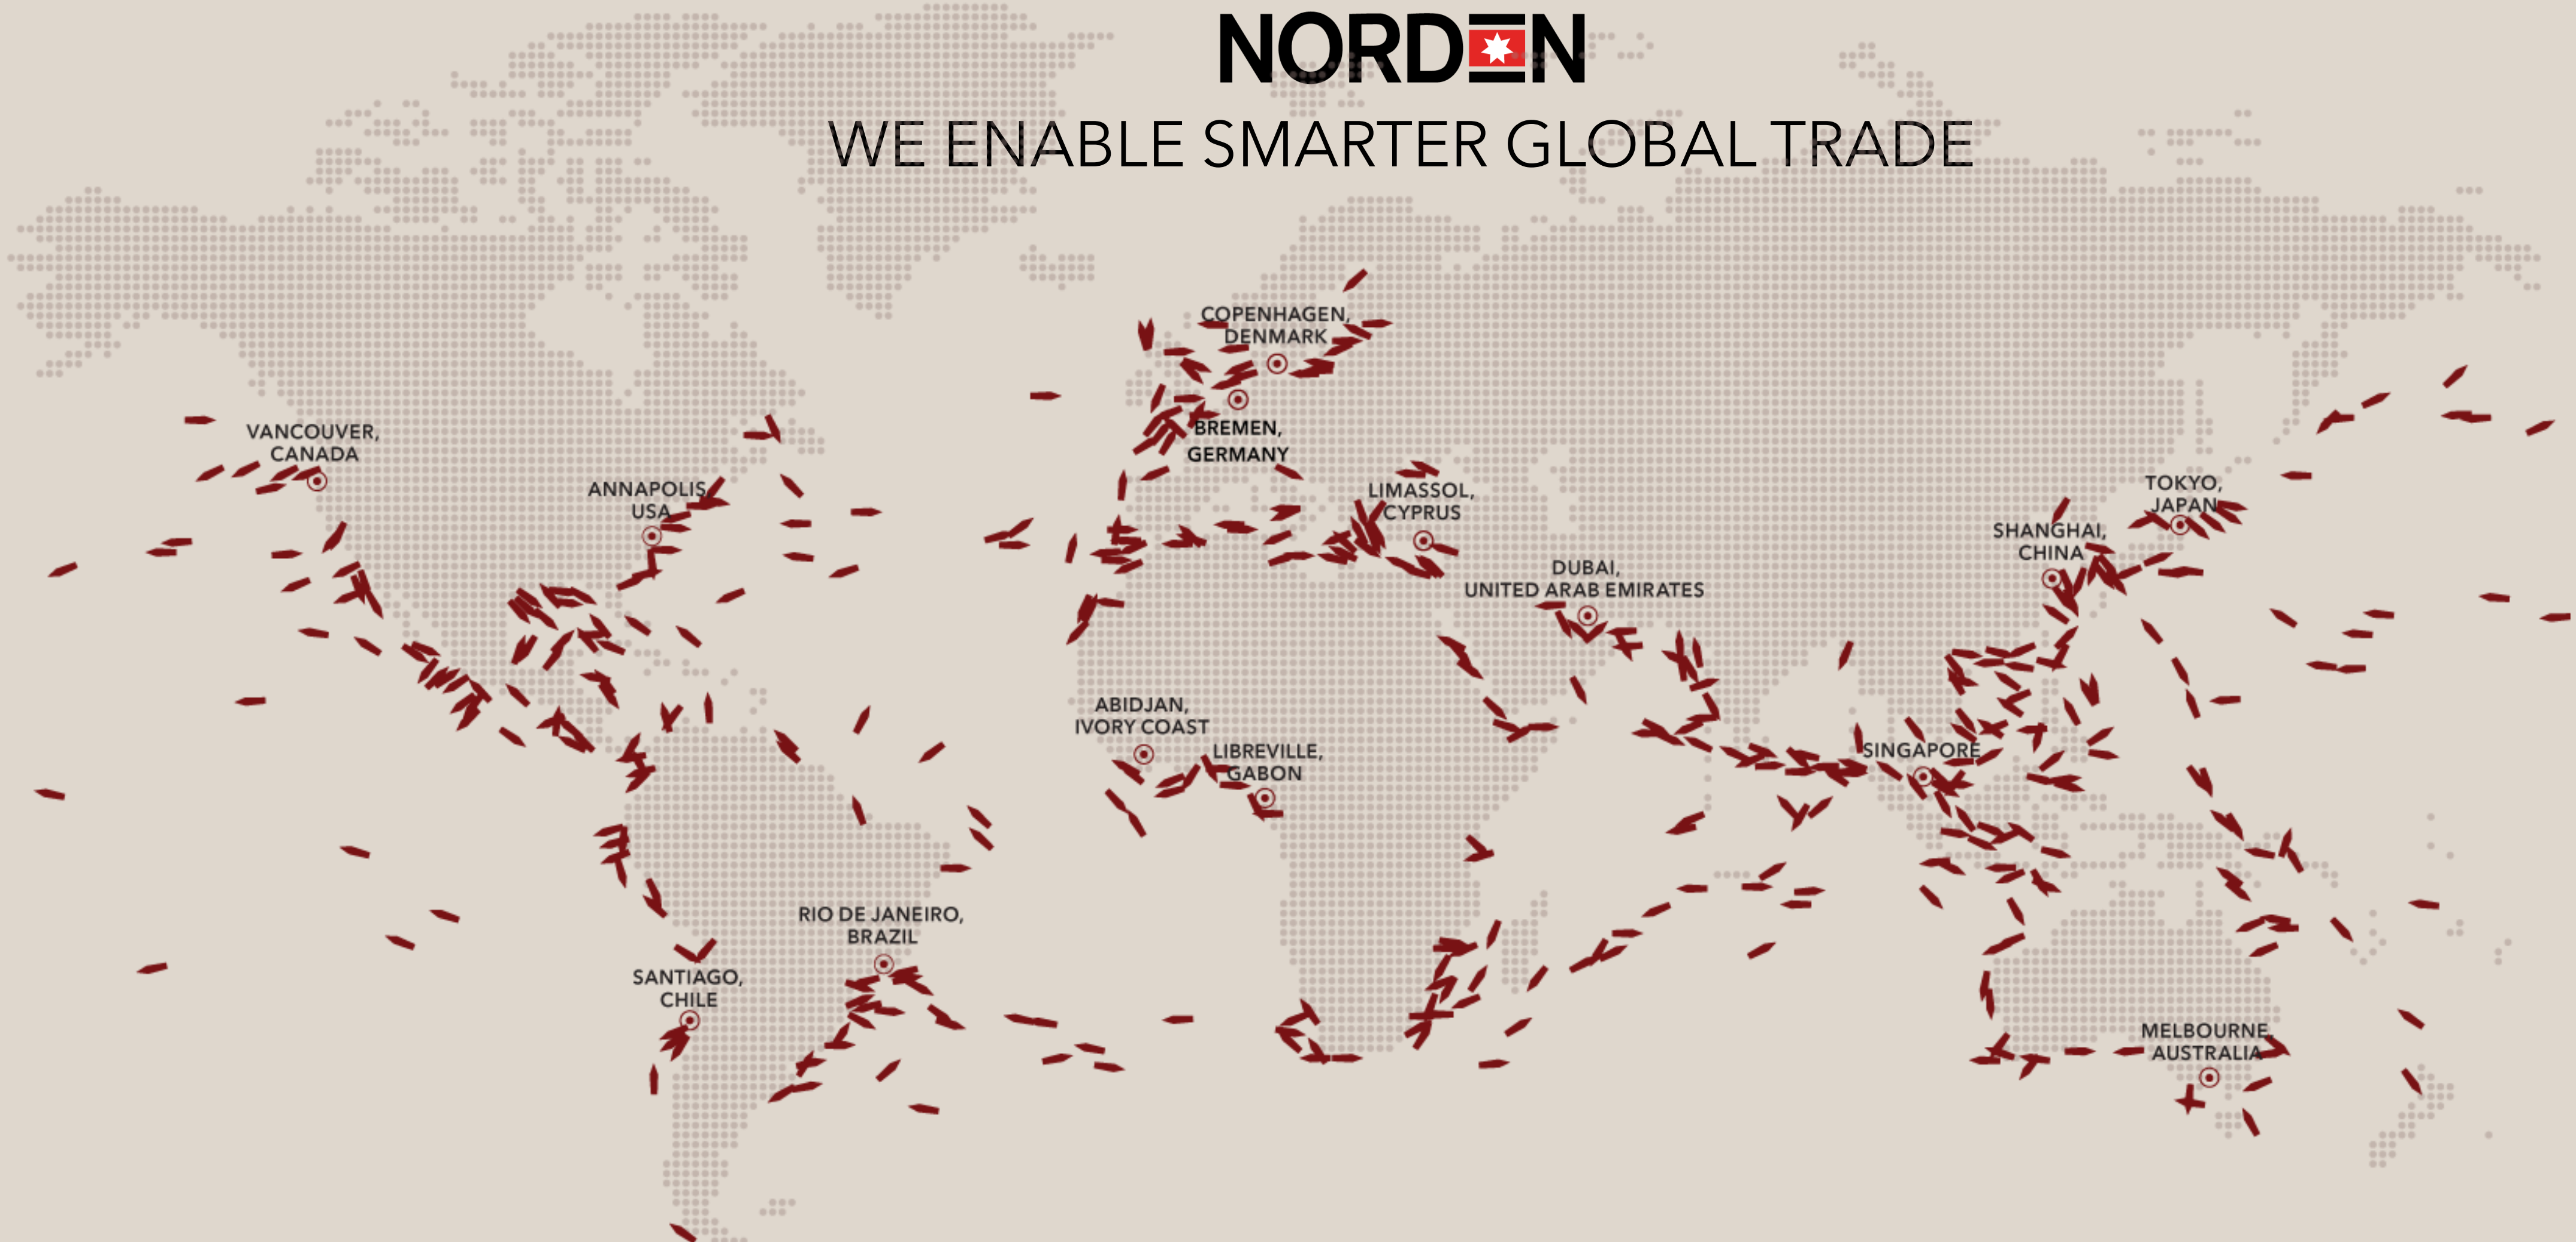 NORDEN
WE ENABLE SMARTER GLOBAL TRADE
COPENHAGEN,
DENMARK
VANCOUVER,
CANADA
BREMEN,
GERMANY
ANNAPOLIS,
USA
LIMASSOL,
CYPRUS
TOKYO,
JAPAN
SHANGHAI,
CHINA
DUBAI,
UNITED ARAB EMIRATES
ABIDJAN,
IVORY COAST
LIBREVILLE,
GABON
SINGAPORE
RIO DE JANEIRO,
BRAZIL
SANTIAGO,
CHILE
MELBOURNE,
AUSTRALIA